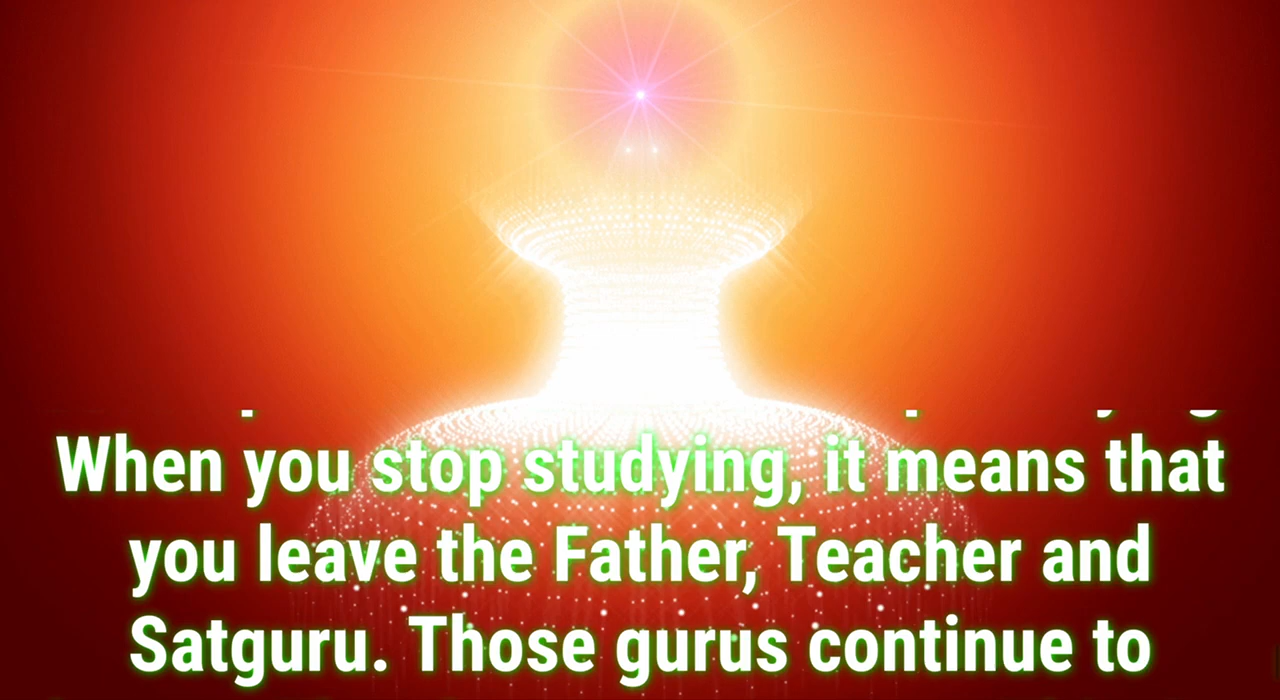 When you stop studying, it means that
you leave the Father, Teacher and
Satguru. Those gurus continue to